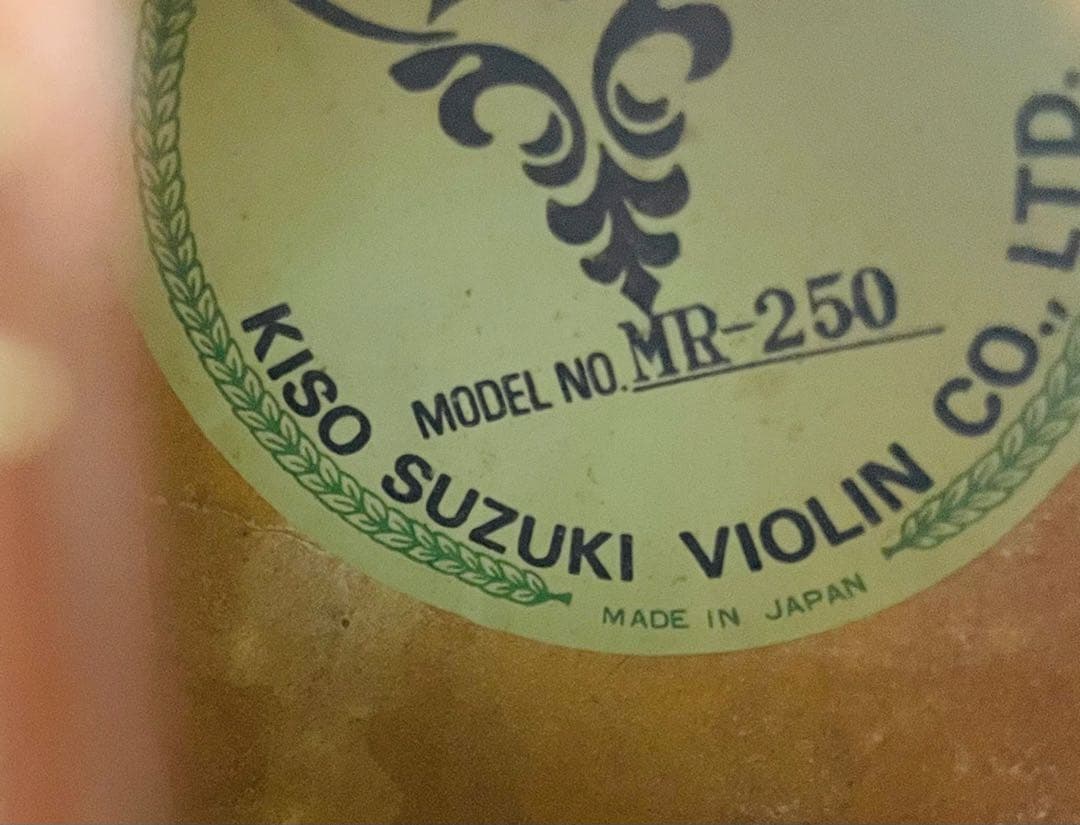 MODEL NO. MR-250
KISO SUZUKI VIOLIN CO., LTD.
MADE IN JAPAN